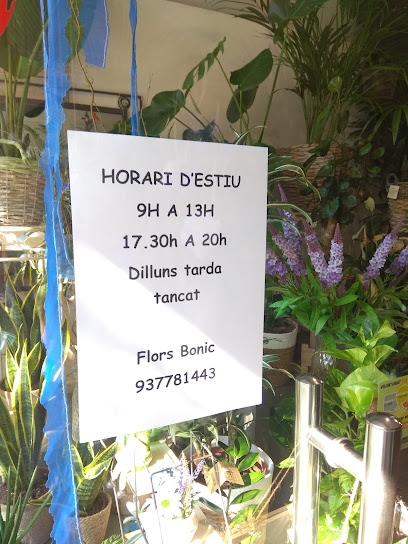 HORARI D'ESTIU
9H A 13H
17.30h A 20h
Dilluns tarda
tancat
Flors Bonic
937781443